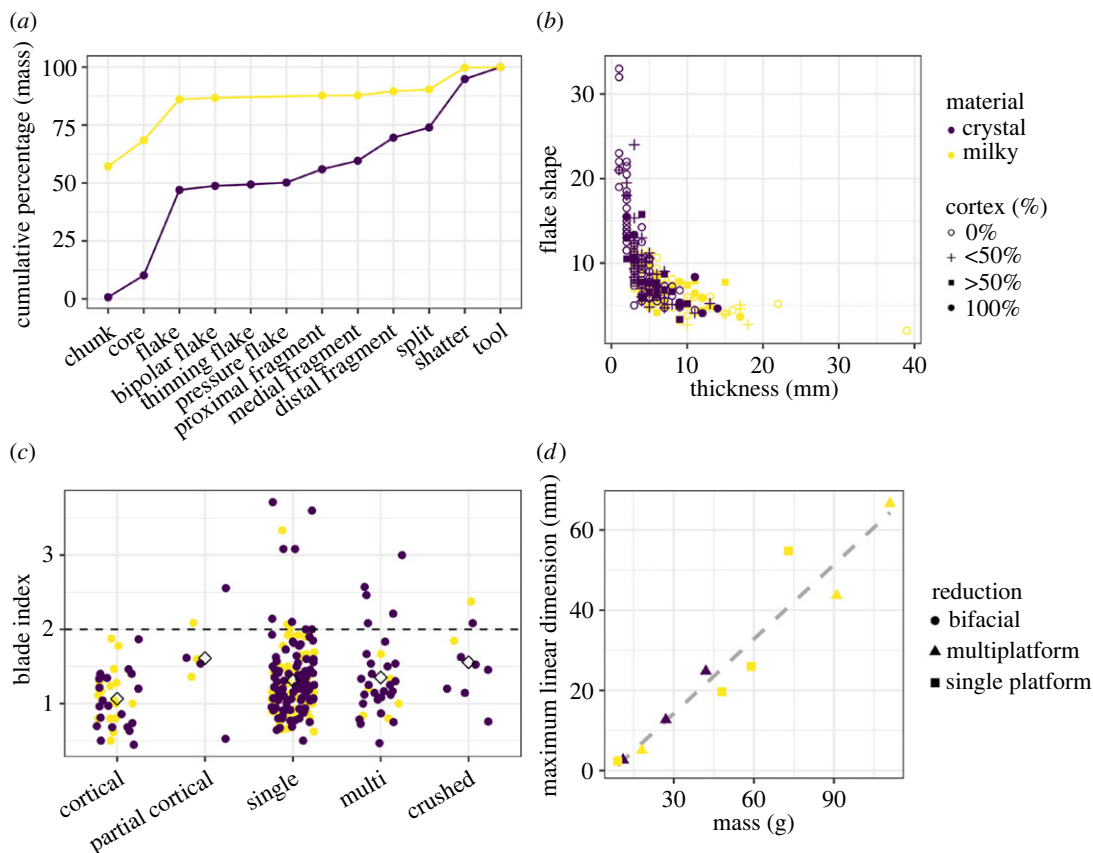 (a)
cumulative percentage (mass)
100
75
50
25
0
chunk
core
flake
bipolar flake
thinning flake
pressure flake
proximal fragment
medial fragment
distal fragment
split
shatter
tool
(b)
flake shape
30
20
10
0
10
20
30
40
thickness (mm)
material
crystal
milky
cortex (%)
0%
<50%
>50%
100%
(c)
blade index
3
2
1
cortical
partial cortical
single
multi
crushed
(d)
maximum linear dimension (mm)
60
40
20
0
30
60
90
mass (g)
reduction
bifacial
multiplatform
single platform